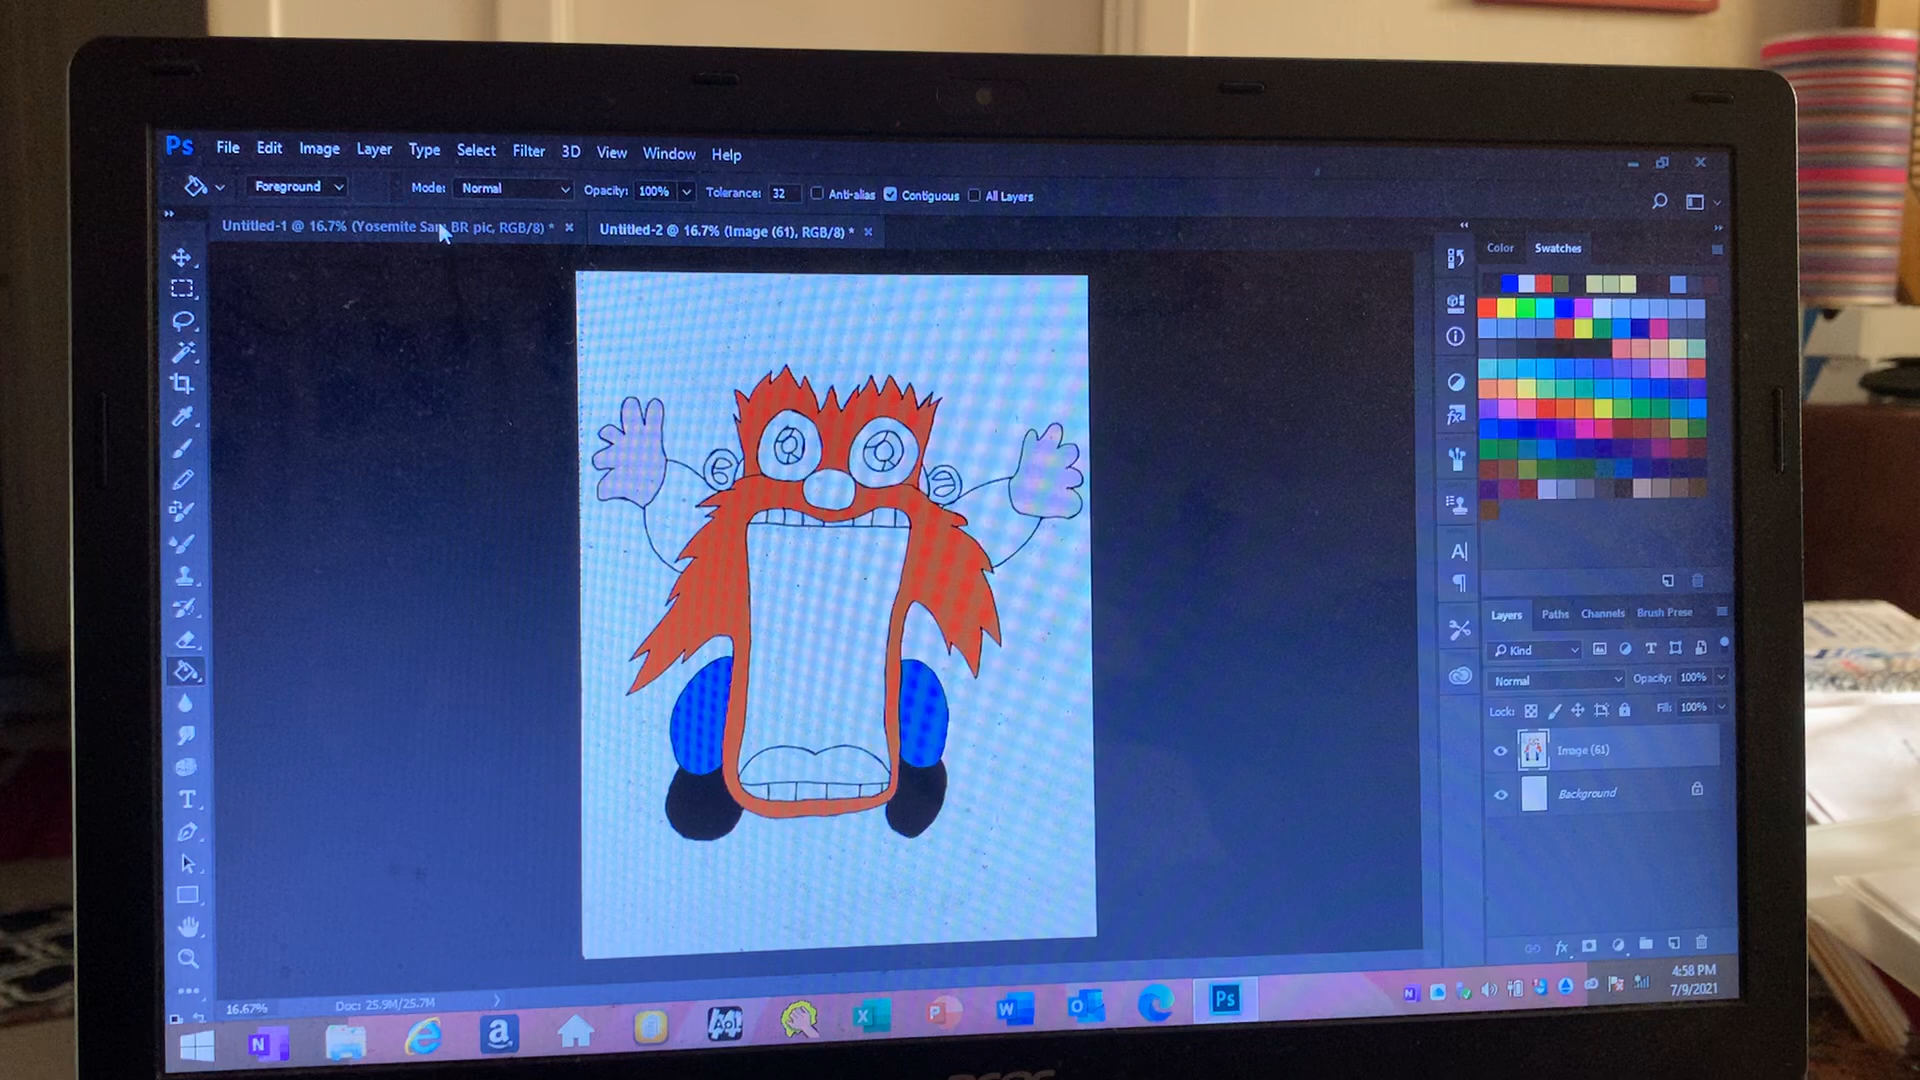 Ps File Edit Image Layer Type Select Filter 3D View Window Help
Foreground Mode: Normal Opacity: 100% Tolerance: 32 Anti-alias Contiguous All Layers
Untitled-1 @ 16.7% (Yosemite Sam BR pic, RGB/8) * × Untitled-2 @ 16.7% (Image (61), RGB/8) * ×
Color Swatches
Layers Paths Channels Brush Prese
Kind
Normal Opacity: 100%
Lock: Fill: 100%
Image (61)
Background
16.67% Doc: 25.9M/25.7M
4:58 PM
7/9/2021
N a Aol. X P W O Ps N
acer